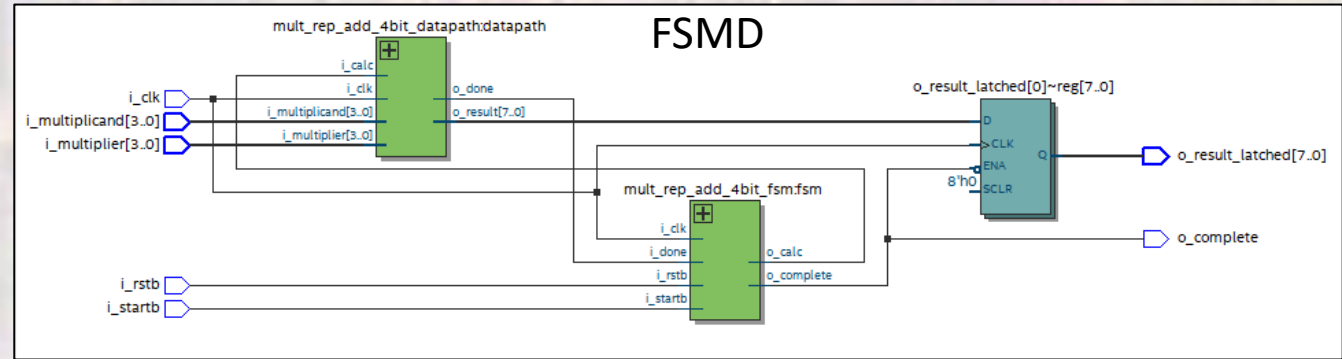 FSMD
mult_rep_add_4bit_datapath:datapath
i_calc
i_clk
i_multiplicand[3..0]
i_multiplier[3..0]
o_done
o_result[7..0]
i_clk
i_multiplicand[3..0]
i_multiplier[3..0]
o_result_latched[0]~reg[7..0]
D
CLK
ENA
SCLR
Q
8'h0
o_result_latched[7..0]
mult_rep_add_4bit_fsm:fsm
i_clk
i_done
i_rstb
i_startb
o_calc
o_complete
o_complete
i_rstb
i_startb